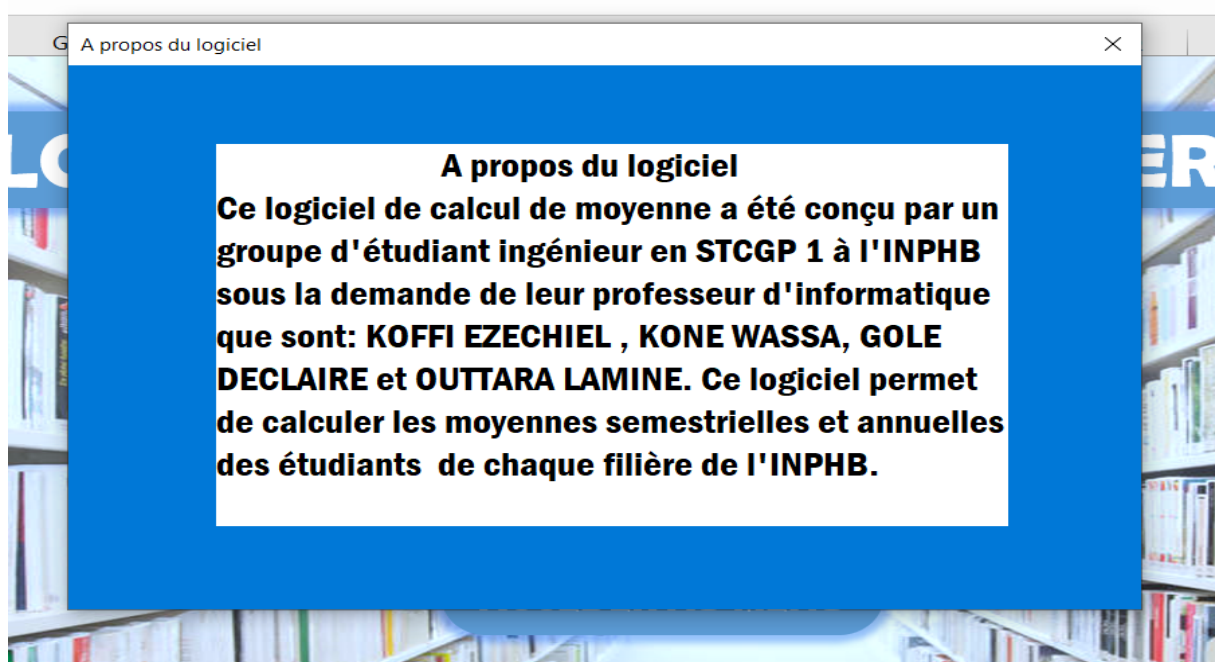 G
A propos du logiciel
LO
ER
A propos du logiciel
Ce logiciel de calcul de moyenne a été conçu par un
groupe d'étudiant ingénieur en STCGP 1 à l'INPHB
sous la demande de leur professeur d'informatique
que sont: KOFFI EZECHIEL , KONE WASSA, GOLE
DECLAIRE et OUTTARA LAMINE. Ce logiciel permet
de calculer les moyennes semestrielles et annuelles
des étudiants  de chaque filière de l'INPHB.